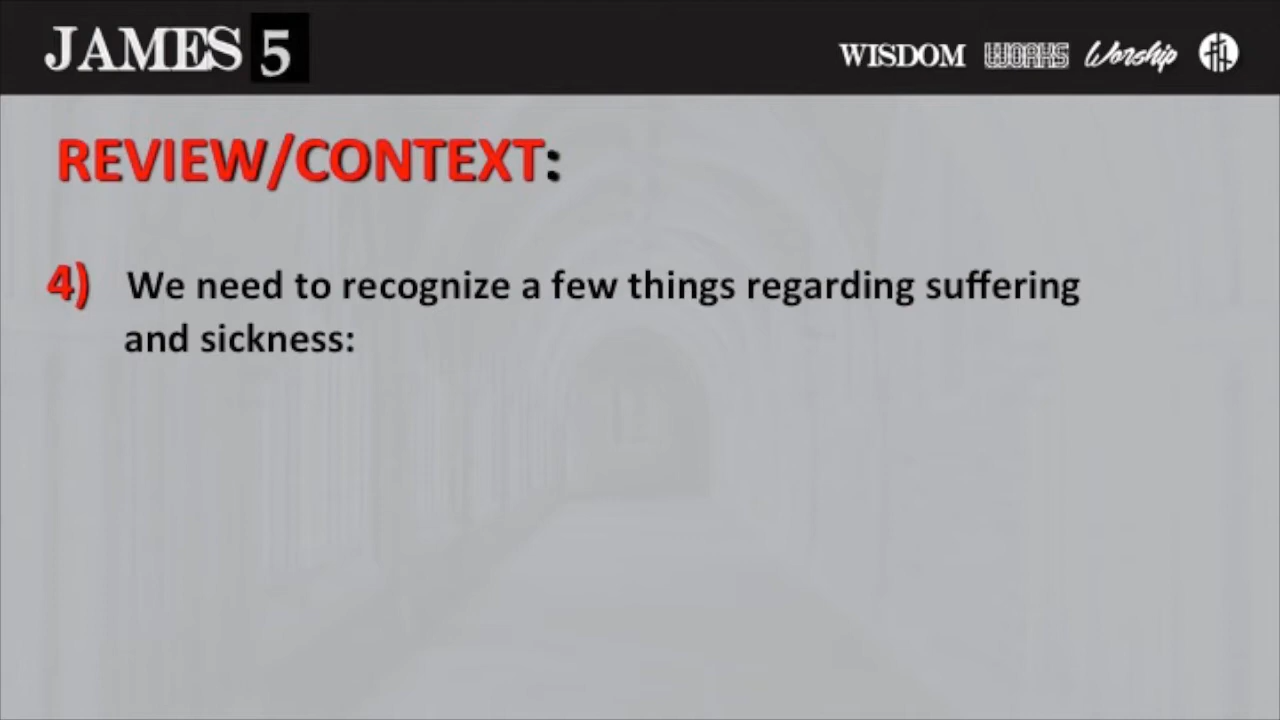 JAMES 5
WISDOM WORKS Worship
REVIEW/CONTEXT:
4) We need to recognize a few things regarding suffering
and sickness: